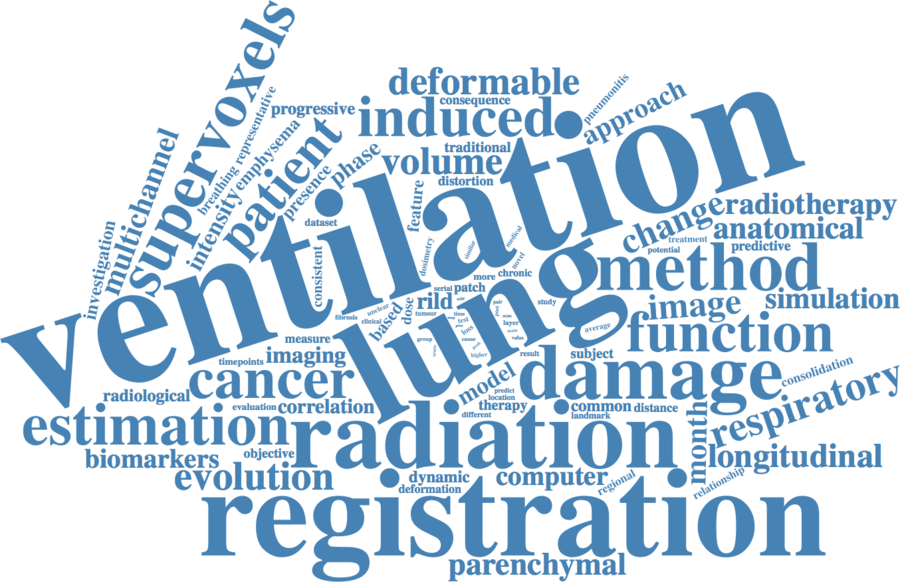 supervoxels
deformable
consequence
induced
pneumonitis
approach
progressive
representative
breathing
emphysema
intensity
patient
presence
phase
traditional
volume
distortion
multichannel
investigation
ventilation
dataset
feature
consistent
dosimetry
similar
medical
novel
change
radiotherapy
anatomical
treatment
potential
predictive
method
lung
more
chronic
serial
patch
rild
tumour
dose
based
unclear
fibrosis
clinical
image
simulation
function
study
average
pair
layer
value
time
test
loss
cause
group
higher
result
subject
measure
timepoints
imaging
cancer
radiological
evaluation
correlation
model
predict
location
therapy
different
damage
common
landmark
distance
consolidation
respiratory
month
estimation
radiation
biomarkers
objective
evolution
dynamic
deformation
computer
regional
relationship
longitudinal
registration
parenchymal